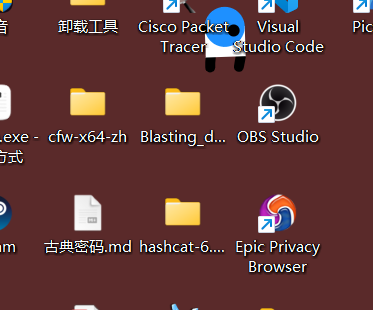 音
卸载工具
Cisco Packet
Tracer
Visual
Studio Code
Pic
.exe -
方式
cfw-x64-zh
Blasting_d...
OBS Studio
am
古典密码.md
hashcat-6....
Epic Privacy
Browser